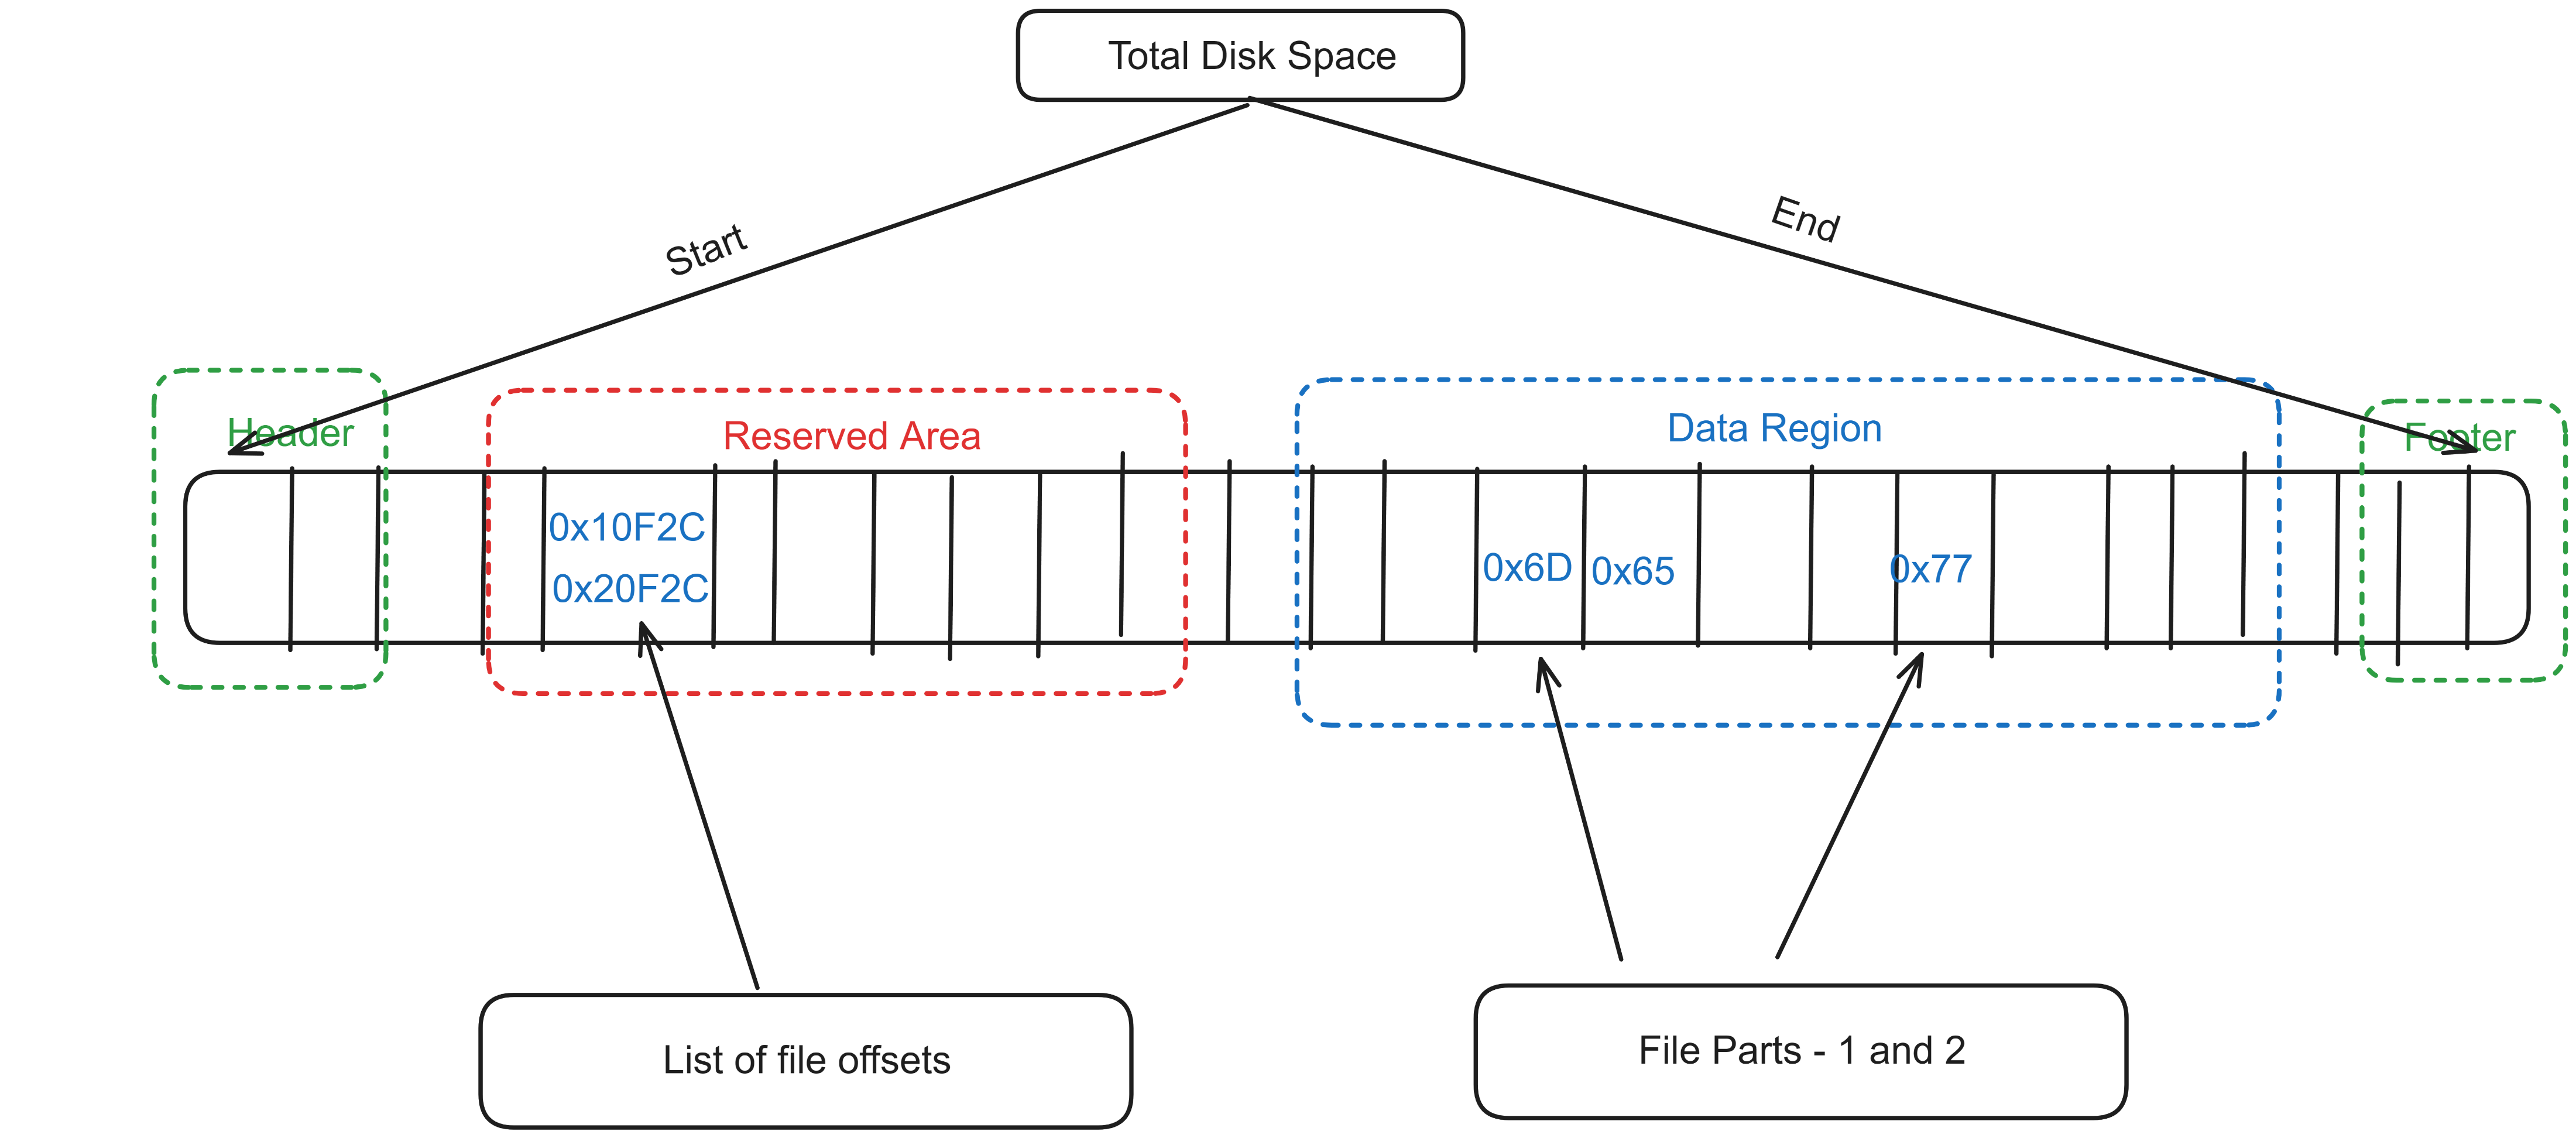 Total Disk Space
Start
End
Header
Reserved Area
Data Region
Footer
0x10F2C
0x20F2C
0x6D
0x65
0x77
List of file offsets
File Parts - 1 and 2